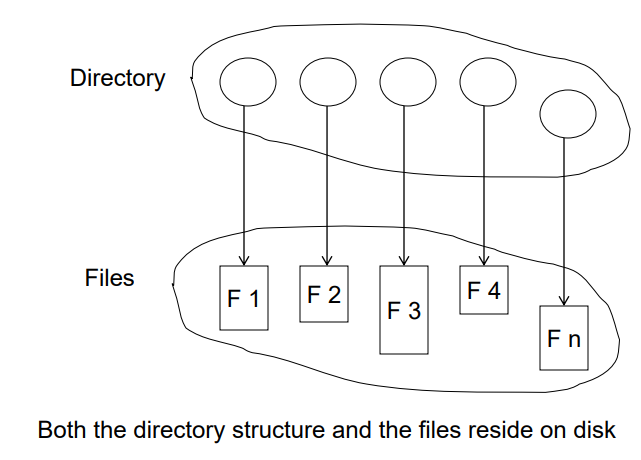 Directory
Files
F 1
F 2
F 3
F 4
F n
Both the directory structure and the files reside on disk